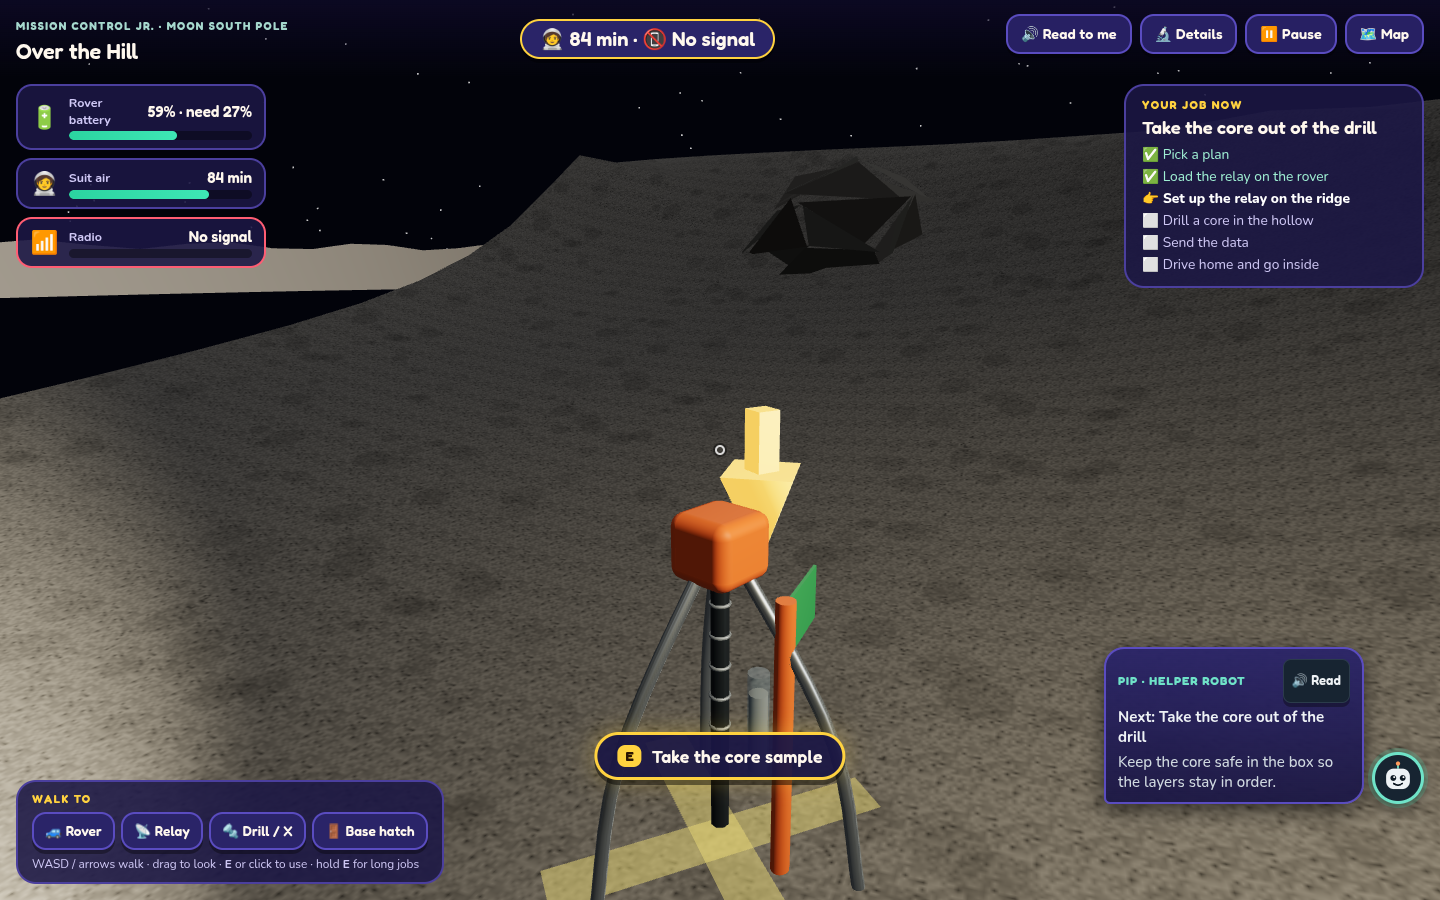 MISSION CONTROL JR. · MOON SOUTH POLE
Over the Hill
84 min · No signal
Read to me
Details
Pause
Map
Rover battery
59% · need 27%
Suit air
84 min
Radio
No signal
YOUR JOB NOW
Take the core out of the drill
Pick a plan
Load the relay on the rover
Set up the relay on the ridge
Drill a core in the hollow
Send the data
Drive home and go inside
E Take the core sample
PIP · HELPER ROBOT
Read
Next: Take the core out of the
drill
Keep the core safe in the box so
the layers stay in order.
WALK TO
Rover
Relay
Drill / X
Base hatch
WASD / arrows walk · drag to look · E or click to use · hold E for long jobs